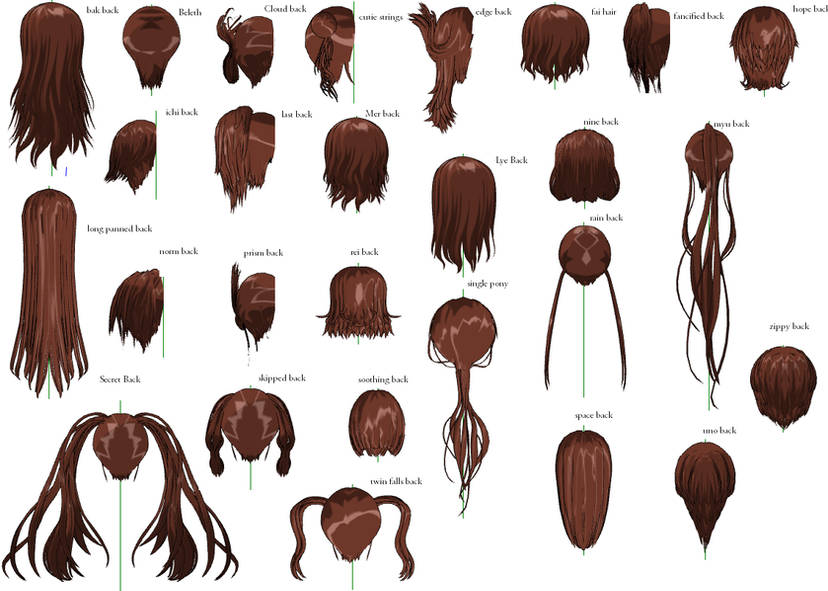 bak back
Beleth
Cloud back
cutie strings
edge back
fai hair
fancified back
hope back
ichi back
last back
Mer back
nine back
myu back
Lye Back
long panned back
rain back
norm back
prism back
rei back
single pony
zippy back
Secret Back
skipped back
soothing back
space back
uno back
twin falls back